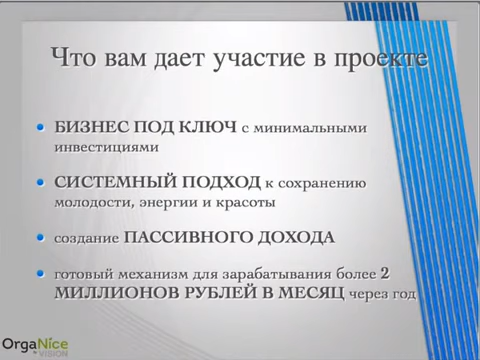 Что вам дает участие в проекте
БИЗНЕС ПОД КЛЮЧ с минимальными
инвестициями
СИСТЕМНЫЙ ПОДХОД к сохранению
молодости, энергии и красоты
создание ПАССИВНОГО ДОХОДА
готовый механизм для зарабатывания более 2
МИЛЛИОНОВ РУБЛЕЙ В МЕСЯЦ через год
OrgaNice
VISION